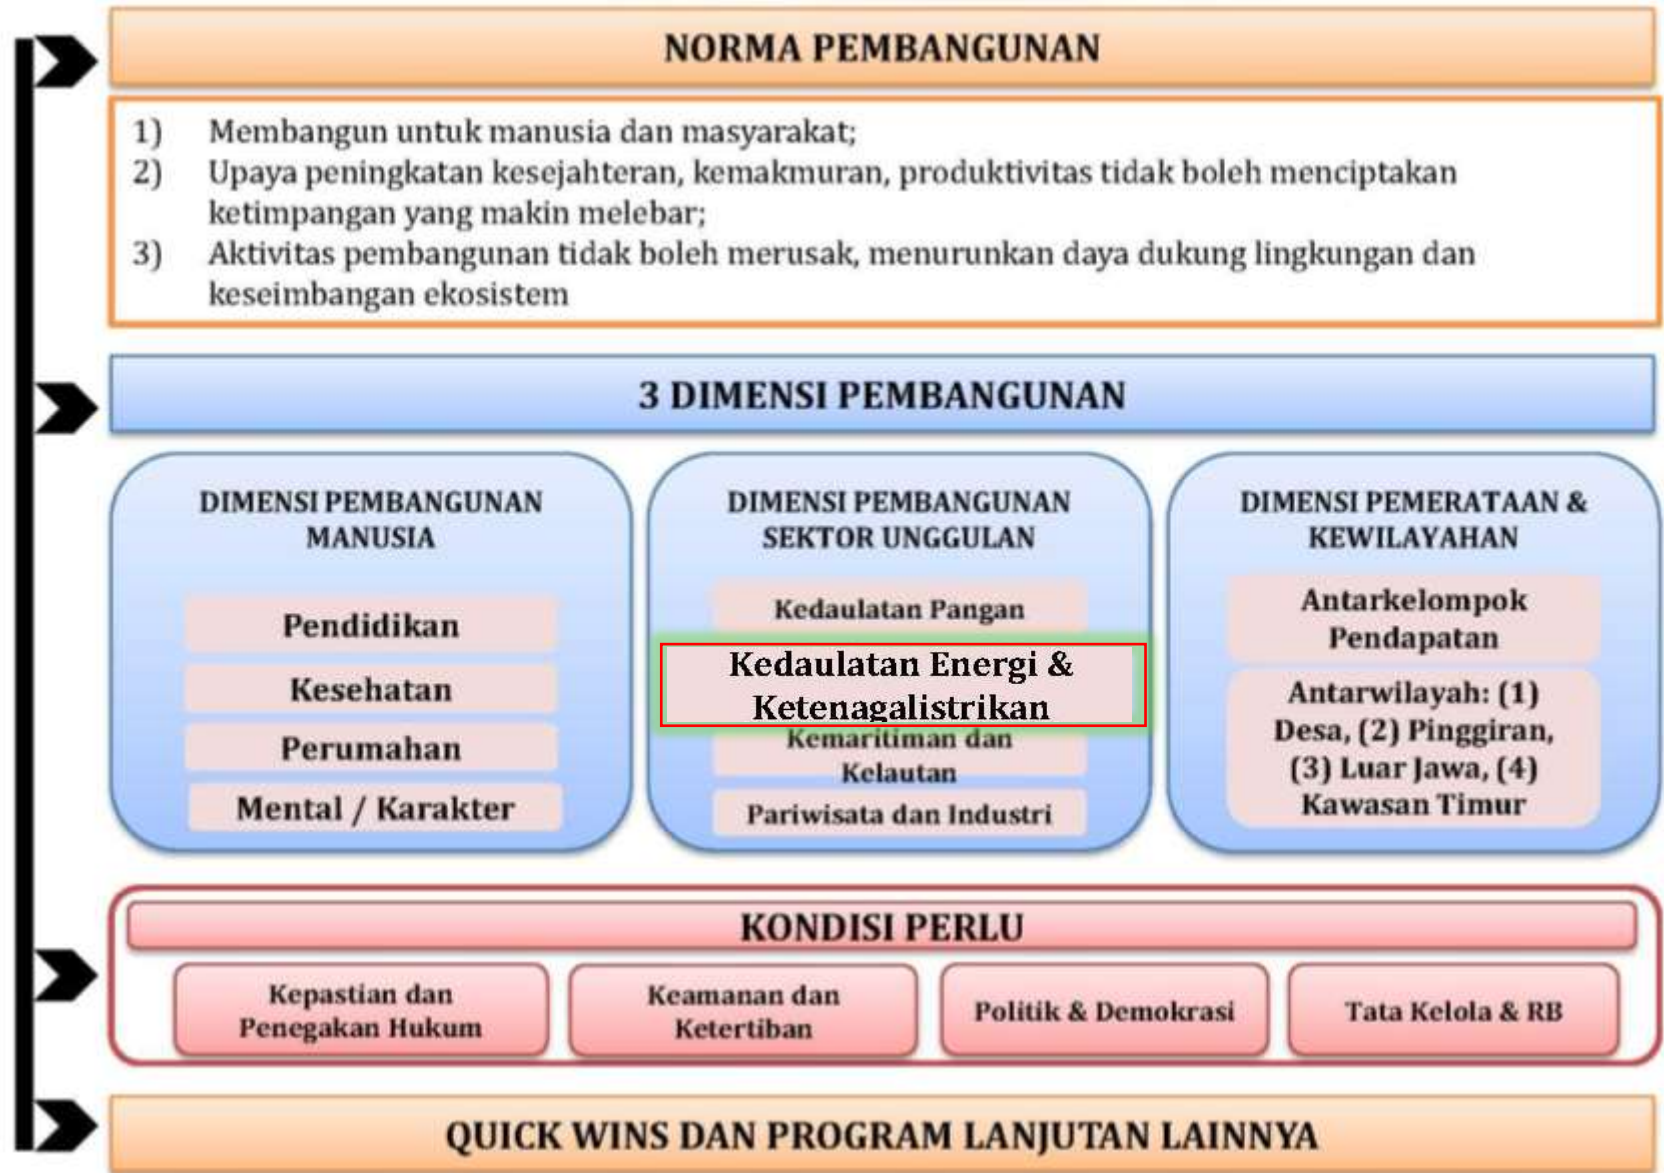 NORMA PEMBANGUNAN
1) Membangun untuk manusia dan masyarakat;
2) Upaya peningkatan kesejahteran, kemakmuran, produktivitas tidak boleh menciptakan
ketimpangan yang makin melebar;
3) Aktivitas pembangunan tidak boleh merusak, menurunkan daya dukung lingkungan dan
keseimbangan ekosistem
3 DIMENSI PEMBANGUNAN
DIMENSI PEMBANGUNAN
MANUSIA
Pendidikan
Kesehatan
Perumahan
Mental / Karakter
DIMENSI PEMBANGUNAN
SEKTOR UNGGULAN
Kedaulatan Pangan
Kedaulatan Energi &
Ketenagalistrikan
Kemaritiman dan
Kelautan
Pariwisata dan Industri
DIMENSI PEMERATAAN &
KEWILAYAHAN
Antarkelompok
Pendapatan
Antarwilayah: (1)
Desa, (2) Pinggiran,
(3) Luar Jawa, (4)
Kawasan Timur
KONDISI PERLU
Kepastian dan
Penegakan Hukum
Keamanan dan
Ketertiban
Politik & Demokrasi
Tata Kelola & RB
QUICK WINS DAN PROGRAM LANJUTAN LAINNYA